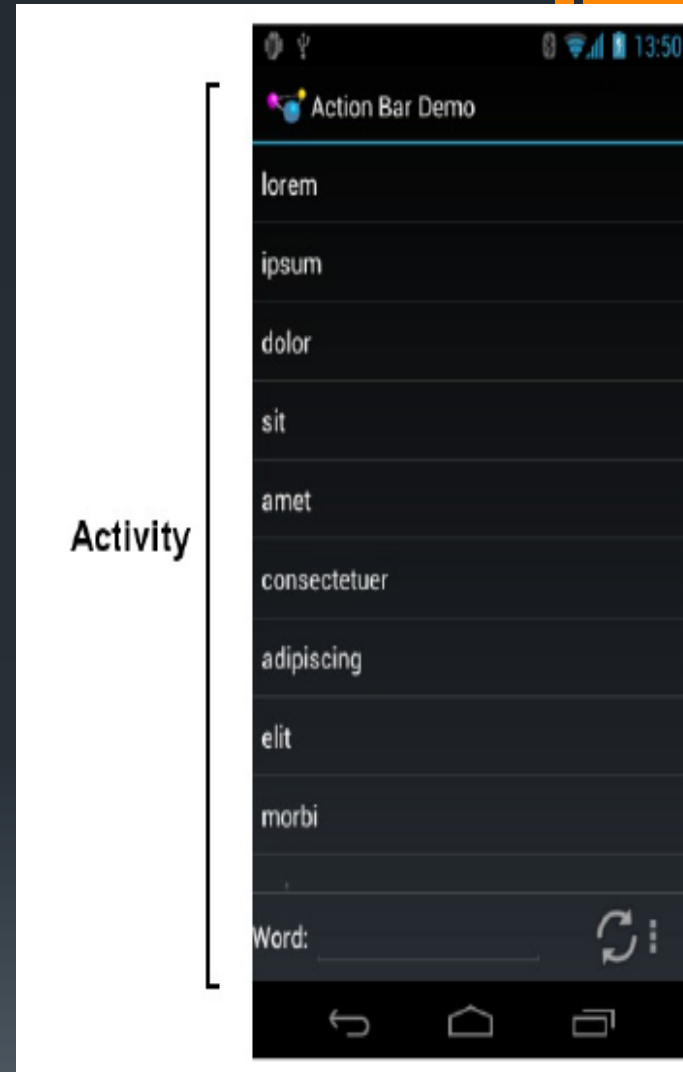 13:50
Action Bar Demo
lorem
ipsum
dolor
sit
amet
Activity
consectetuer
adipiscing
elit
morbi
Word: